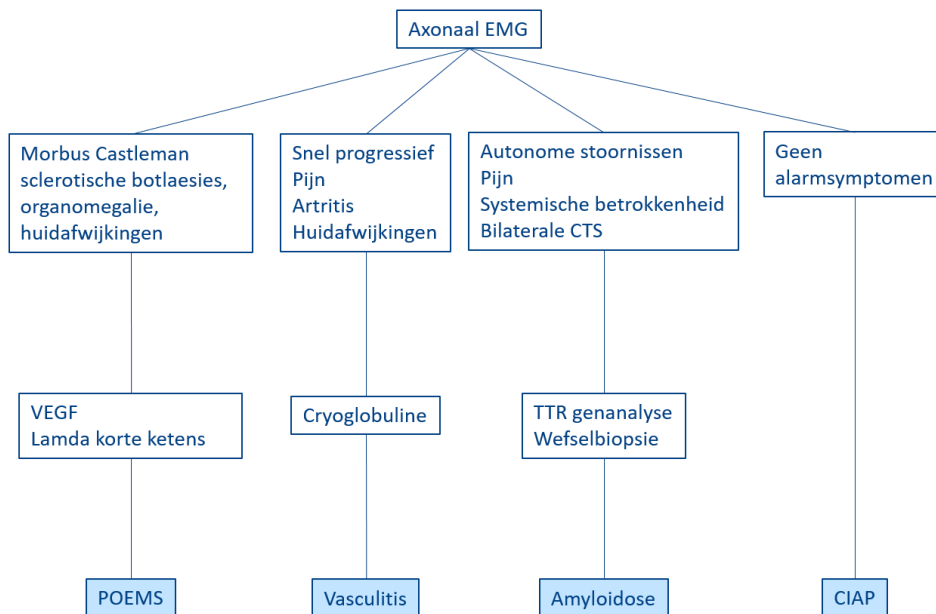 Axonaal EMG
Morbus Castleman
sclerotische botlaesies,
organomegalie,
huidafwijkingen
Snel progressief
Pijn
Artritis
Huidafwijkingen
Autonome stoornissen
Pijn
Systemische betrokkenheid
Bilaterale CTS
Geen
alarmsymptomen
VEGF
Lamda korte ketens
Cryoglobuline
TTR genanalyse
Wefselbiopsie
POEMS
Vasculitis
Amyloidose
CIAP